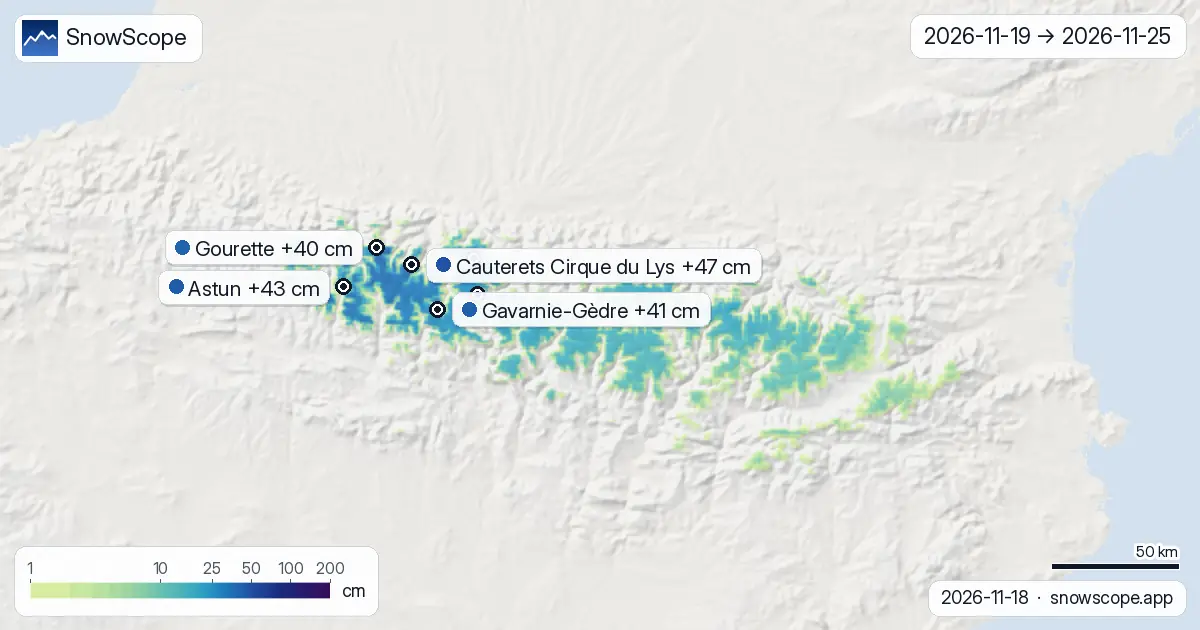 SnowScope
2026-11-19 → 2026-11-25
Gourette +40 cm
Cauterets Cirque du Lys +47 cm
Astun +43 cm
Gavarnie-Gèdre +41 cm
1 10 25 50 100 200
cm
50 km
2026-11-18 · snowscope.app